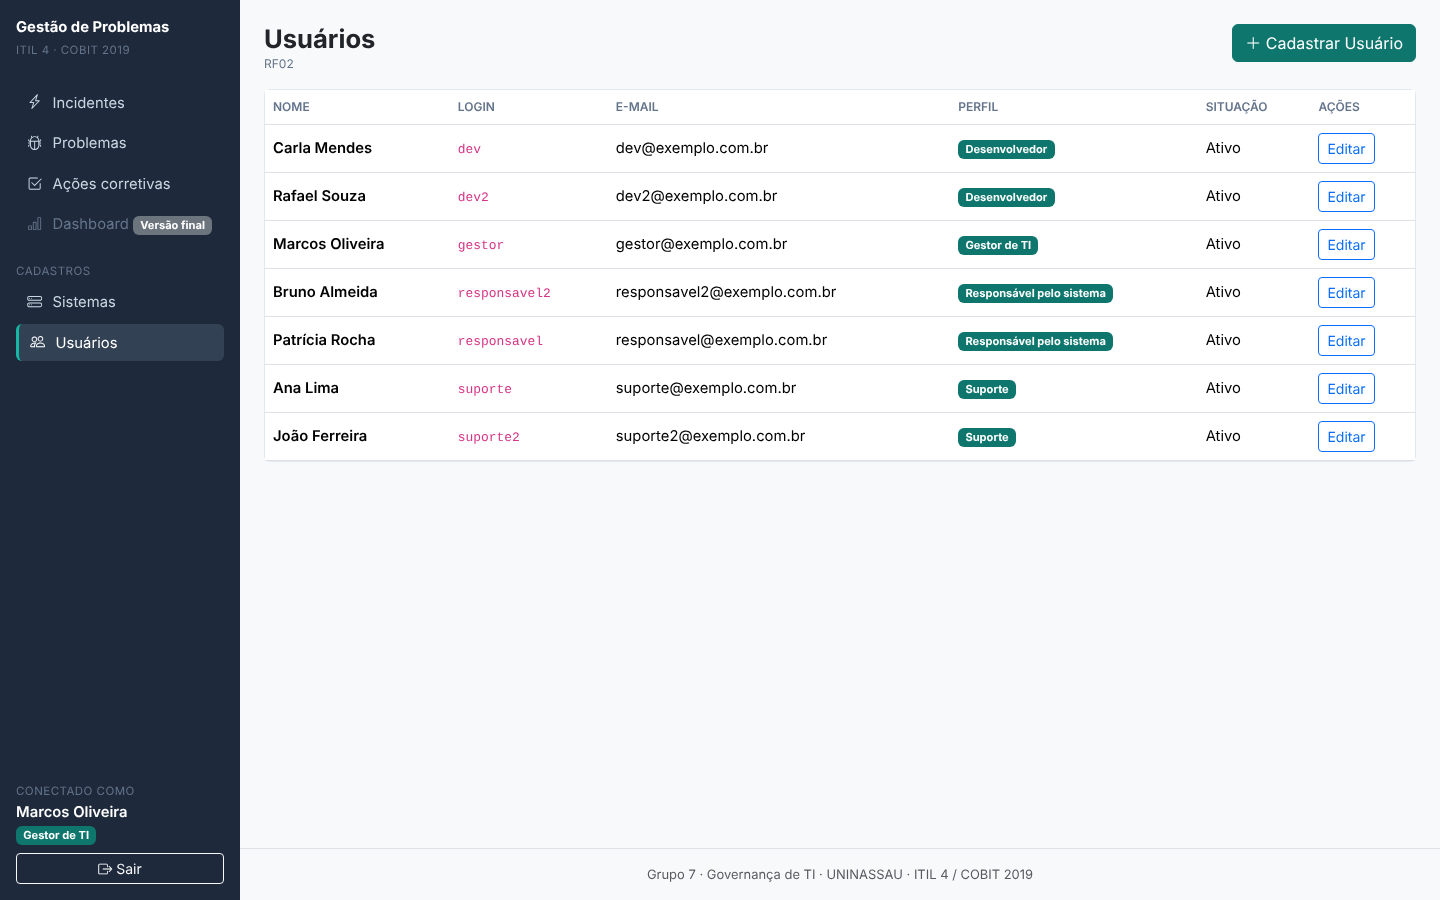 Gestão de Problemas
ITIL 4 · COBIT 2019
Incidentes
Problemas
Ações corretivas
Dashboard Versão final
CADASTROS
Sistemas
Usuários
CONECTADO COMO
Marcos Oliveira
Gestor de TI
Sair
Usuários
RF02
Cadastrar Usuário
NOME LOGIN E-MAIL PERFIL SITUAÇÃO AÇÕES
Carla Mendes dev dev@exemplo.com.br Desenvolvedor Ativo Editar
Rafael Souza dev2 dev2@exemplo.com.br Desenvolvedor Ativo Editar
Marcos Oliveira gestor gestor@exemplo.com.br Gestor de TI Ativo Editar
Bruno Almeida responsavel2 responsavel2@exemplo.com.br Responsável pelo sistema Ativo Editar
Patrícia Rocha responsavel responsavel@exemplo.com.br Responsável pelo sistema Ativo Editar
Ana Lima suporte suporte@exemplo.com.br Suporte Ativo Editar
João Ferreira suporte2 suporte2@exemplo.com.br Suporte Ativo Editar
Grupo 7 · Governança de TI · UNINASSAU · ITIL 4 / COBIT 2019